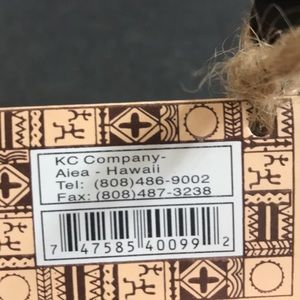 KC Company-
Aiea - Hawaii
Tel: (808)486-9002
Fax: (808)487-3238
7 47585 40099 2